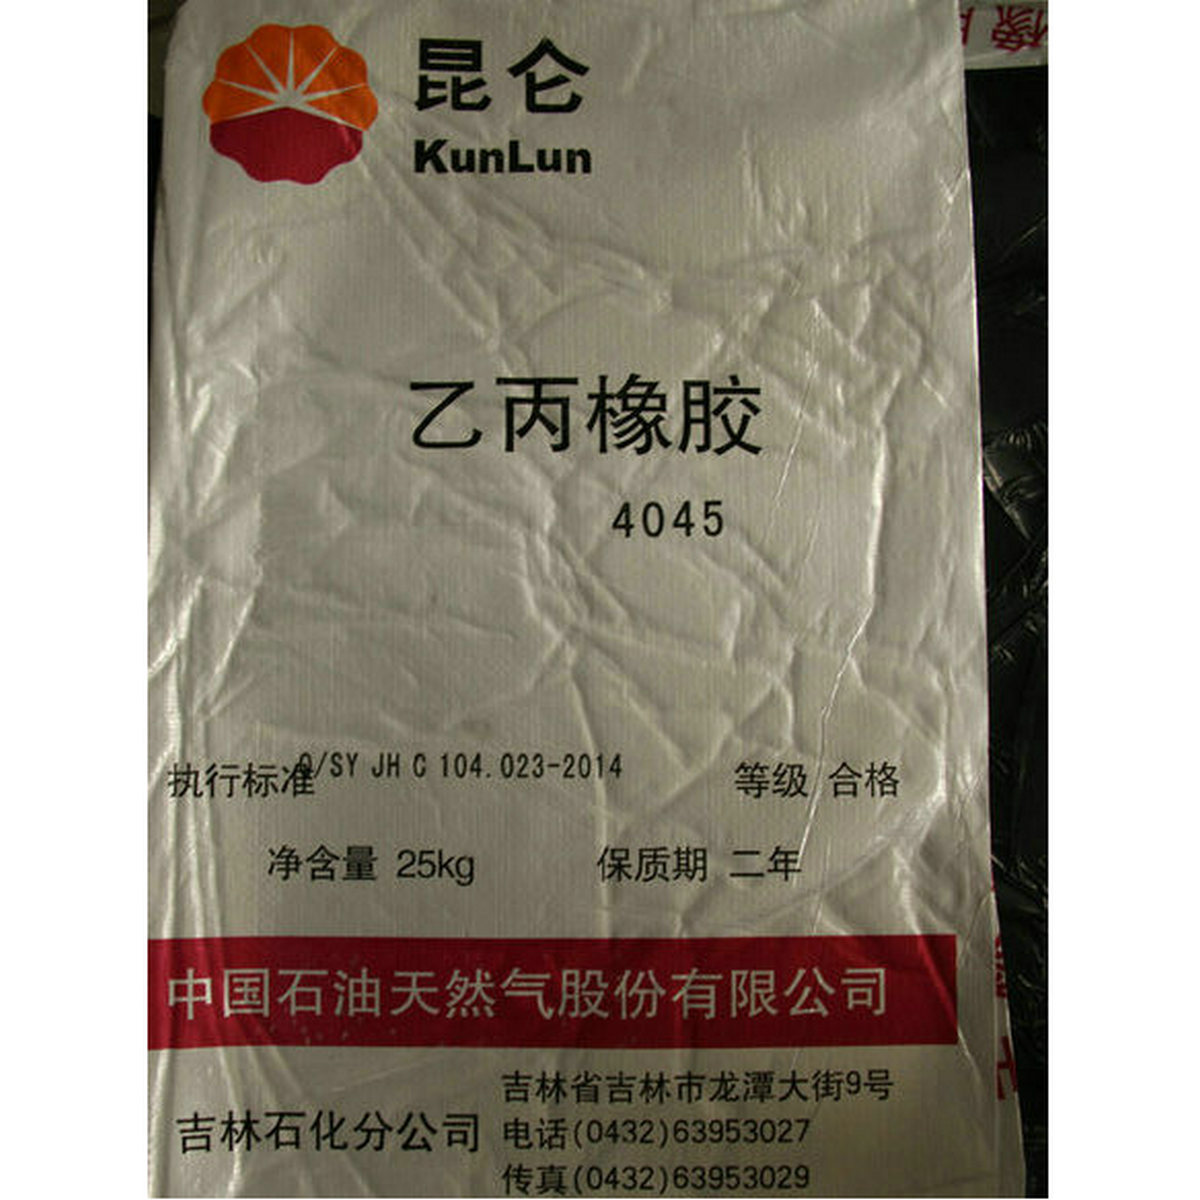 昆仑
KunLun
乙丙橡胶
4045
执行标准 Q/SY JH C 104.023-2014 等级 合格
净含量 25kg 保质期 二年
中国石油天然气股份有限公司
吉林石化分公司
吉林省吉林市龙潭大街9号
电话(0432)63953027
传真(0432)63953029
橡